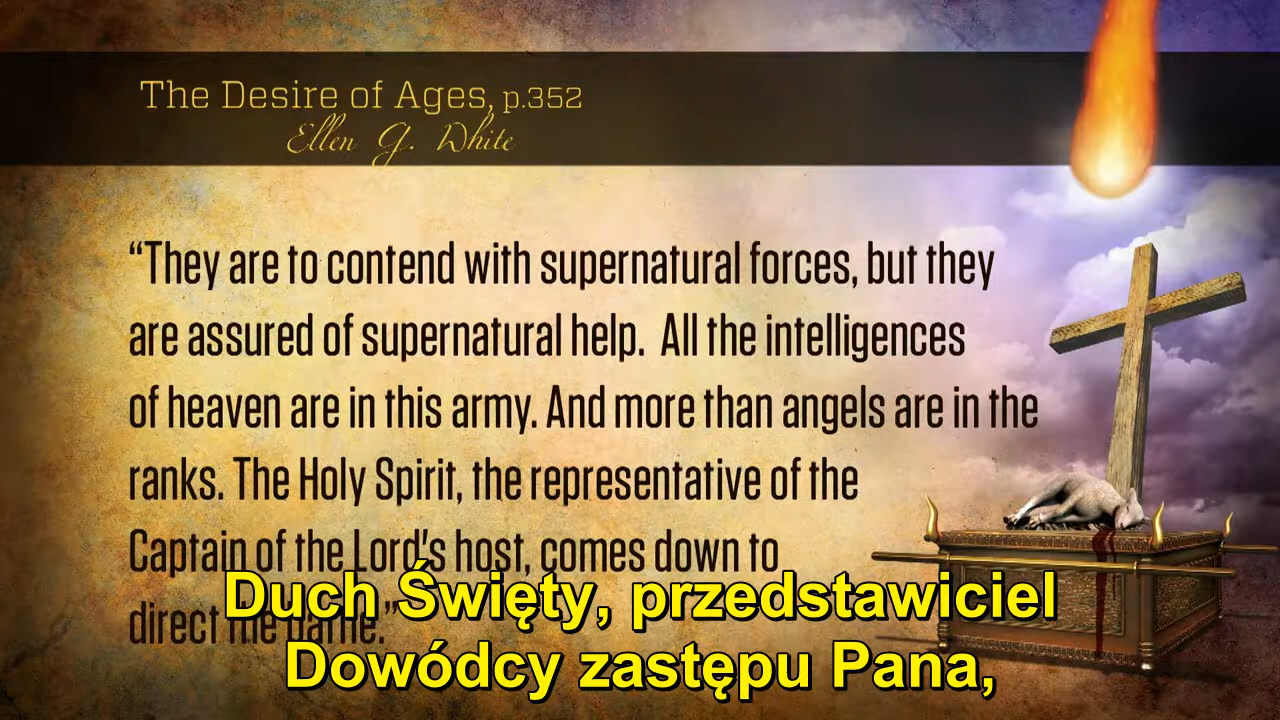 The Desire of Ages, p.352
Ellen G. White
“They are to contend with supernatural forces, but they
are assured of supernatural help. All the intelligences
of heaven are in this army. And more than angels are in the
ranks. The Holy Spirit, the representative of the
Captain of the Lord's host, comes down to
direct the battle.”
Duch Święty, przedstawiciel
Dowódcy zastępu Pana,